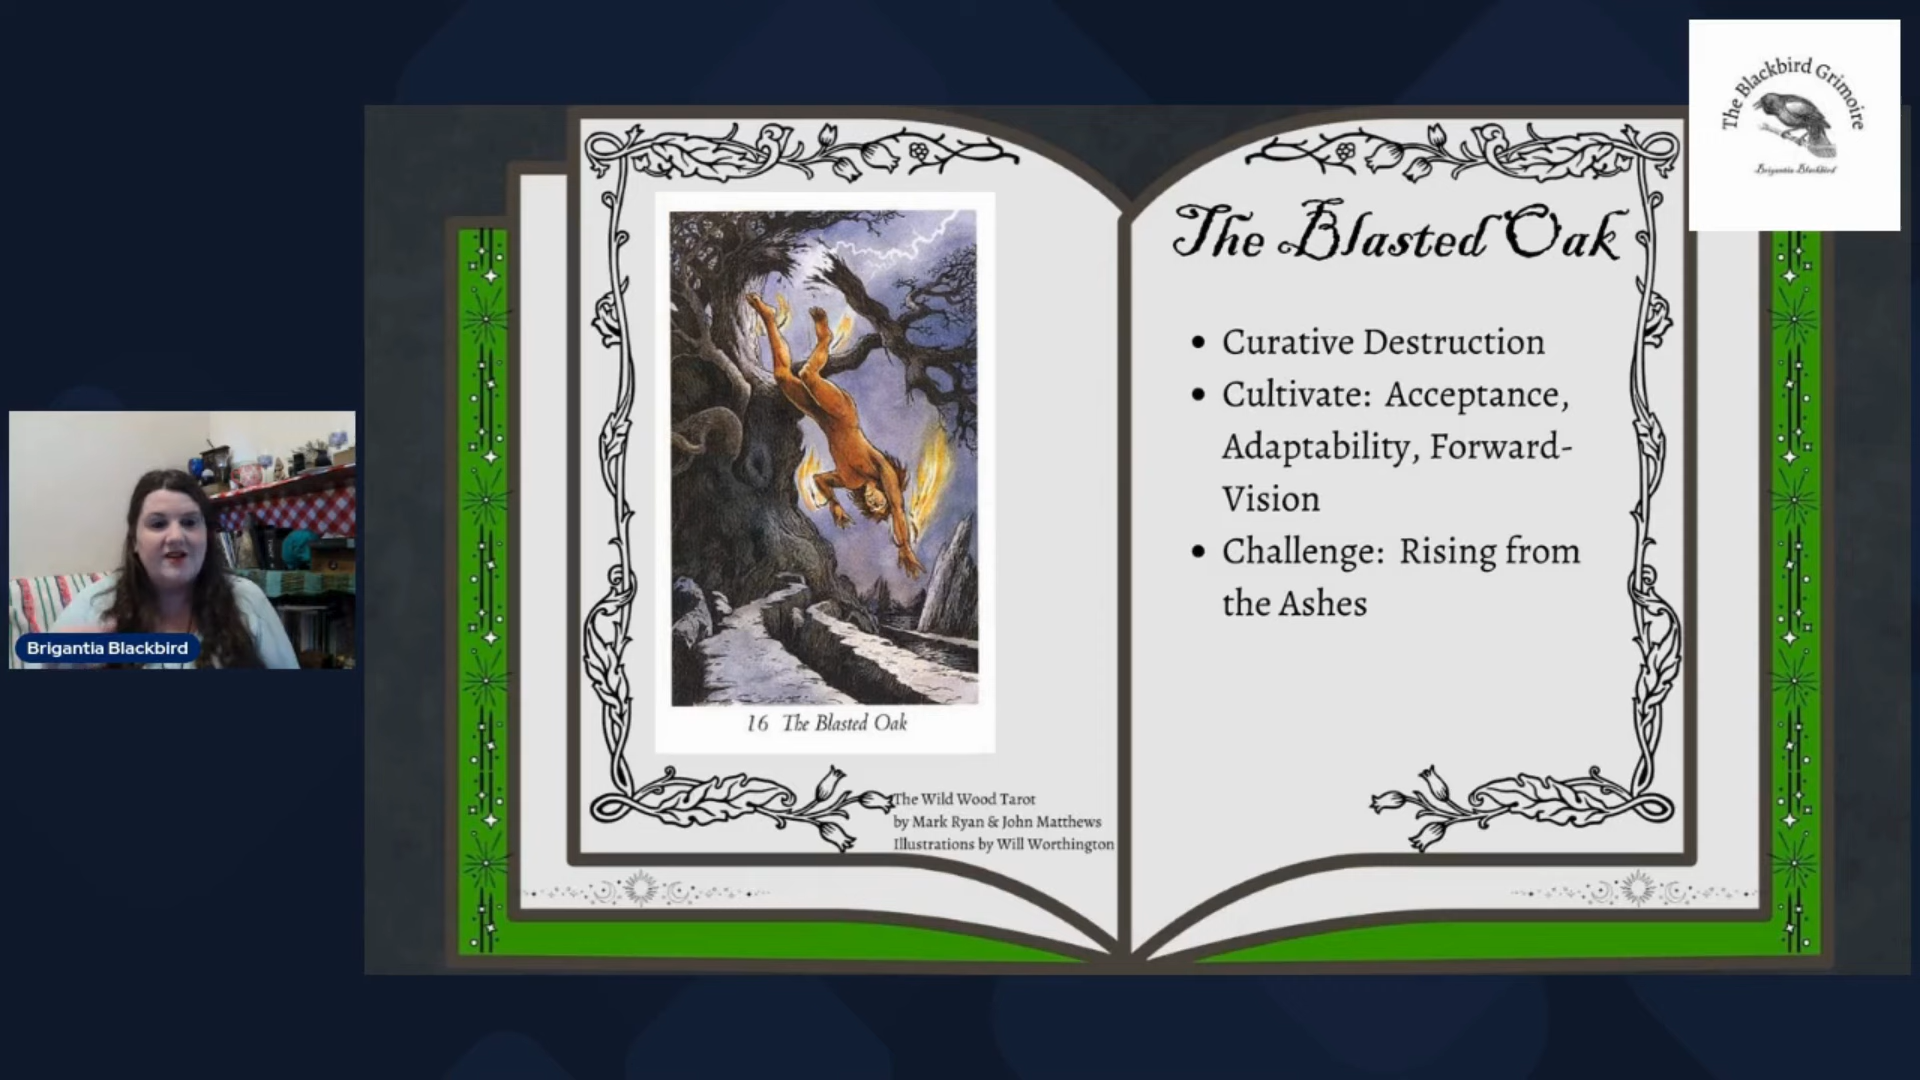 The Blackbird Grimoire
Brigantia Blackbird
The Blasted Oak
Curative Destruction
Cultivate: Acceptance,
Adaptability, Forward-
Vision
Challenge: Rising from
the Ashes
16 The Blasted Oak
The Wild Wood Tarot
by Mark Ryan & John Matthews
Illustrations by Will Worthington
Brigantia Blackbird